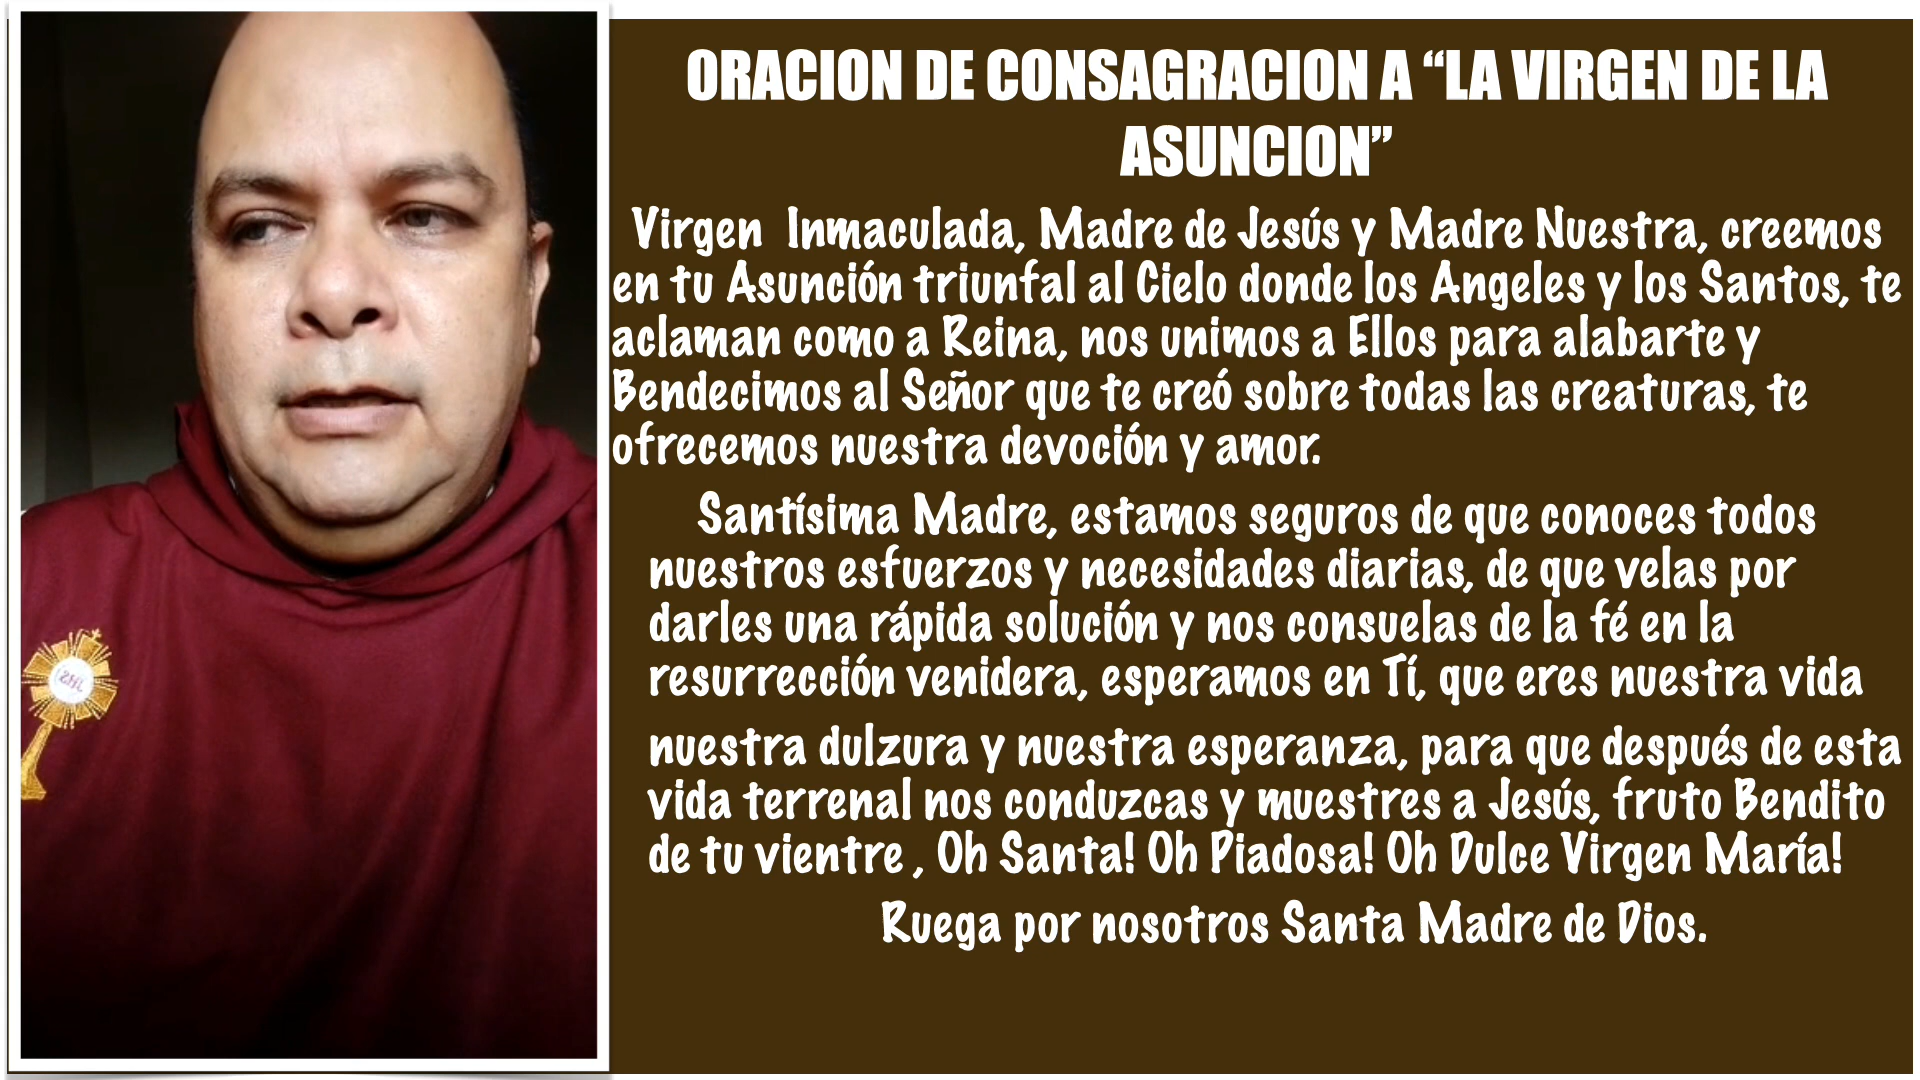 ORACION DE CONSAGRACION A “LA VIRGEN DE LA
ASUNCION”
Virgen Inmaculada, Madre de Jesús y Madre Nuestra, creemos
en tu Asunción triunfal al Cielo donde los Angeles y los Santos, te
aclaman como a Reina, nos unimos a Ellos para alabarte y
Bendecimos al Señor que te creó sobre todas las creaturas, te
ofrecemos nuestra devoción y amor.
Santísima Madre, estamos seguros de que conoces todos
nuestros esfuerzos y necesidades diarias, de que velas por
darles una rápida solución y nos consuelas de la fé en la
resurrección venidera, esperamos en Tí, que eres nuestra vida
nuestra dulzura y nuestra esperanza, para que después de esta
vida terrenal nos conduzcas y muestres a Jesús, fruto Bendito
de tu vientre , Oh Santa! Oh Piadosa! Oh Dulce Virgen María!
Ruega por nosotros Santa Madre de Dios.